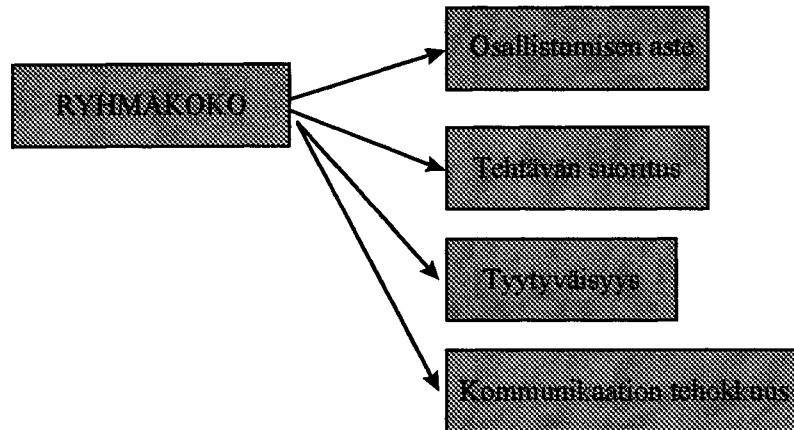 RYHMÄKOKO
Osallistumisen aste
Tehtävän suoritus
Tyytyväisyys
Kommunikaation tehokkuus